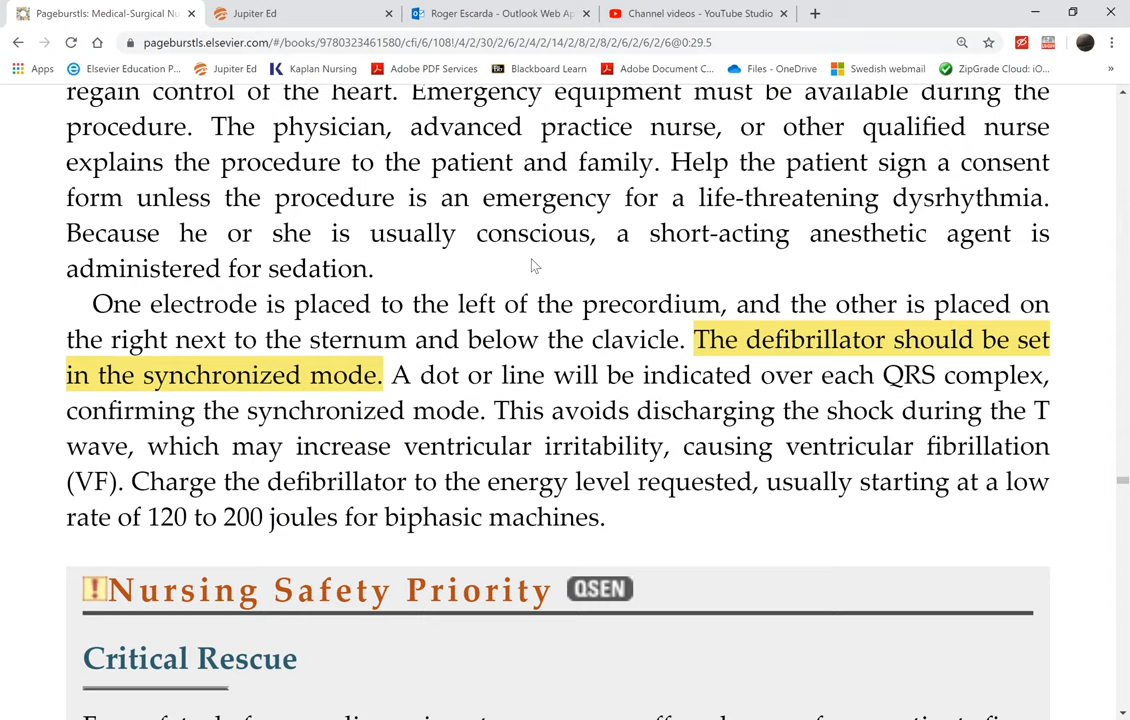 Pageburstls: Medical-Surgical Nu
Jupiter Ed
Roger Escarda - Outlook Web Ap
Channel videos - YouTube Studio
pageburstls.elsevier.com/#/books/9780323461580/cfi/6/108!/4/2/30/2/6/2/4/2/14/2/8/2/8/2/6/2/6/2/6@0:29.5
Apps Elsevier Education P... Jupiter Ed Kaplan Nursing Adobe PDF Services Blackboard Learn Adobe Document C... Files - OneDrive Swedish webmail ZipGrade Cloud: iO... »
regain control of the heart. Emergency equipment must be available during the
procedure. The physician, advanced practice nurse, or other qualified nurse
explains the procedure to the patient and family. Help the patient sign a consent
form unless the procedure is an emergency for a life-threatening dysrhythmia.
Because he or she is usually conscious, a short-acting anesthetic agent is
administered for sedation.
One electrode is placed to the left of the precordium, and the other is placed on
the right next to the sternum and below the clavicle. The defibrillator should be set
in the synchronized mode. A dot or line will be indicated over each QRS complex,
confirming the synchronized mode. This avoids discharging the shock during the T
wave, which may increase ventricular irritability, causing ventricular fibrillation
(VF). Charge the defibrillator to the energy level requested, usually starting at a low
rate of 120 to 200 joules for biphasic machines.
Nursing Safety Priority QSEN
Critical Rescue